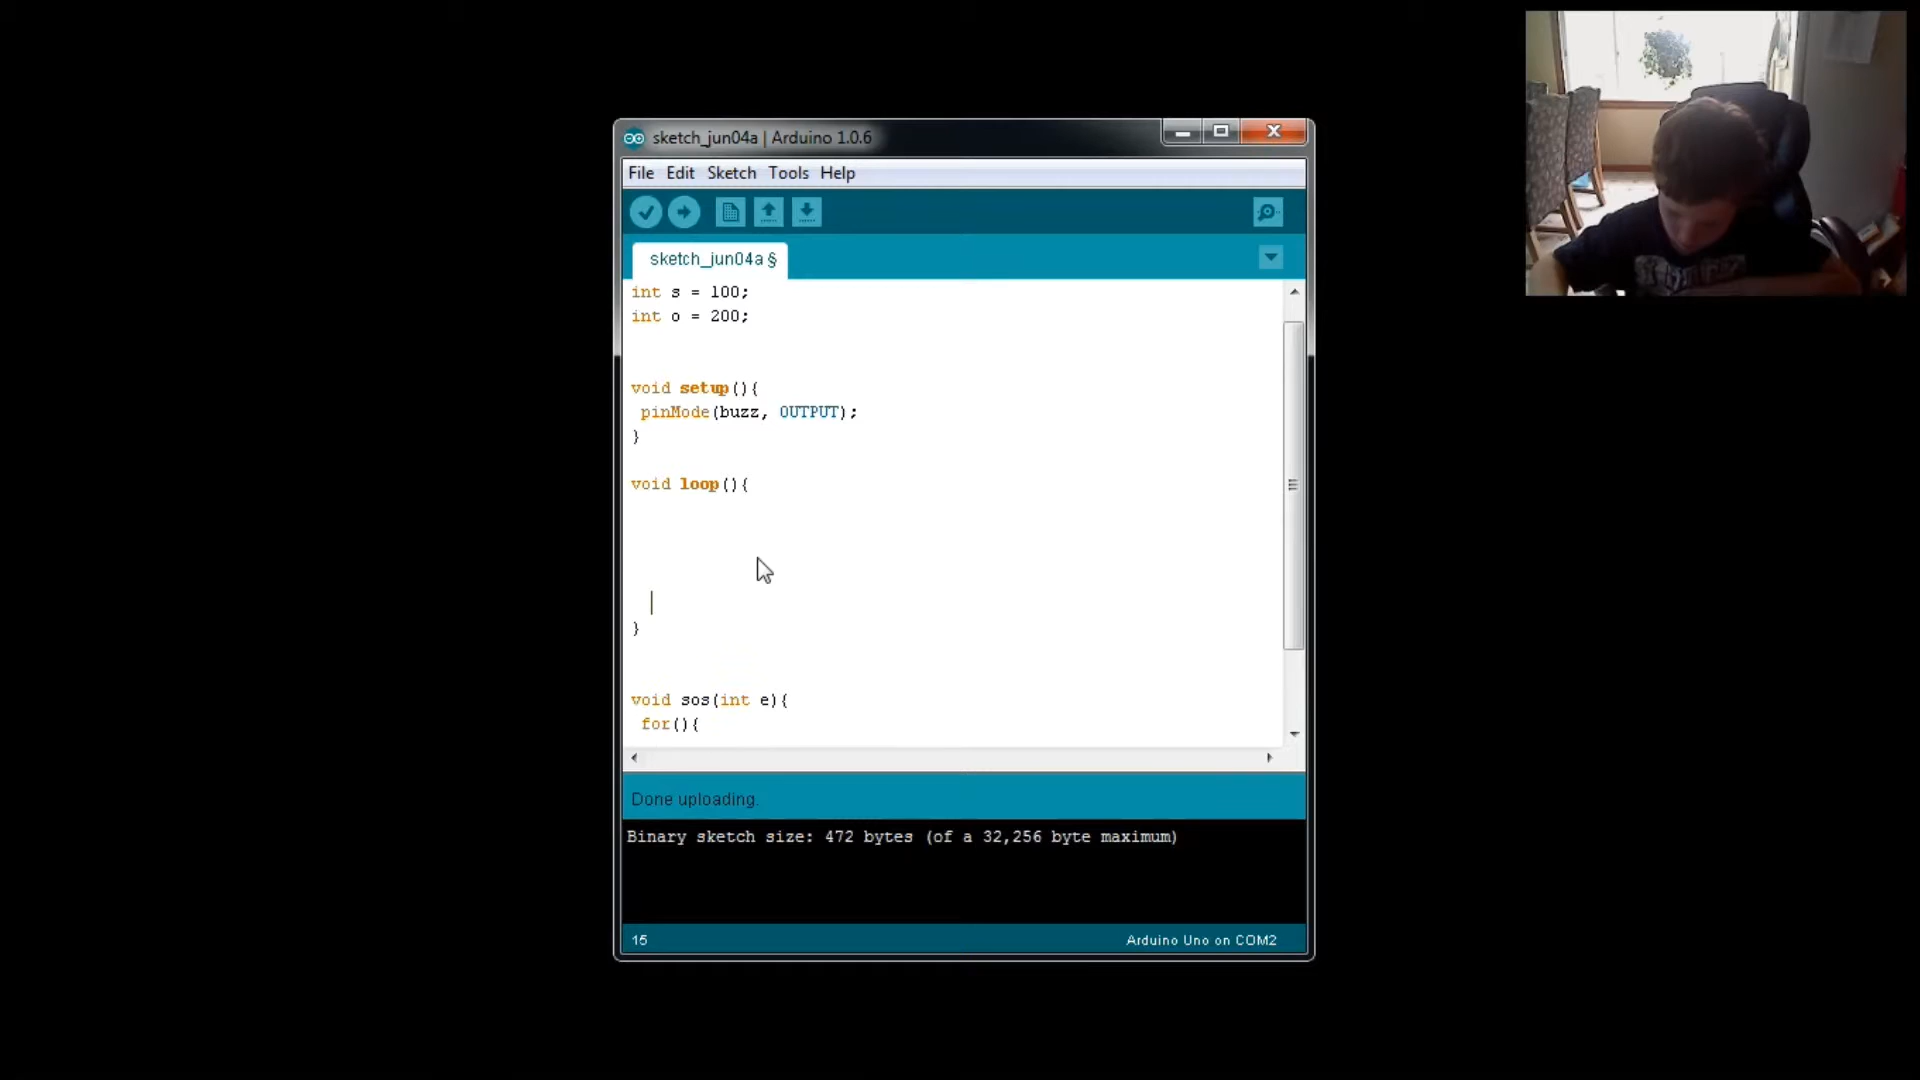 sketch_jun04a | Arduino 1.0.6
File Edit Sketch Tools Help
sketch_jun04a §
int s = 100;
int o = 200;
void setup(){
pinMode(buzz, OUTPUT);
}
void loop(){
}
void sos(int e){
for(){
Done uploading.
Binary sketch size: 472 bytes (of a 32,256 byte maximum)
15
Arduino Uno on COM2